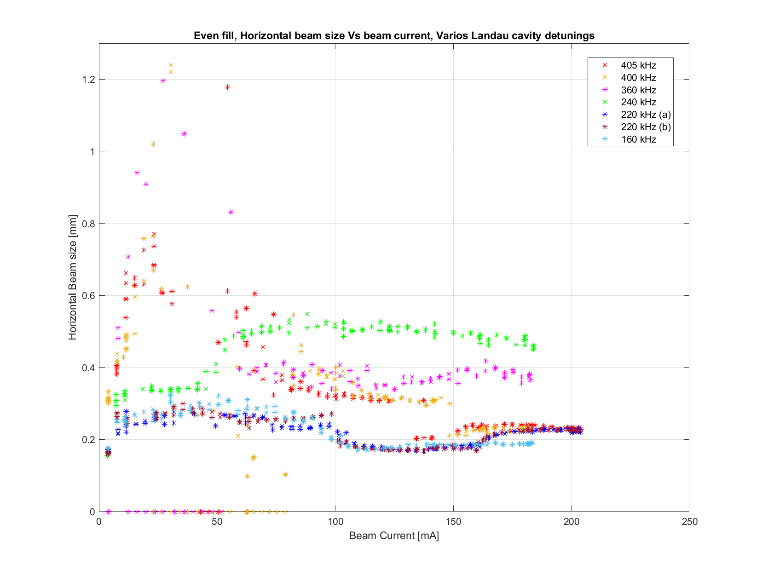 Even fill, Horizontal beam size Vs beam current, Varios Landau cavity detunings
405 kHz
400 kHz
360 kHz
240 kHz
220 kHz (a)
220 kHz (b)
160 kHz
Horizontal Beam size [mm]
1.2
1
0.8
0.6
0.4
0.2
0
0 50 100 150 200 250
Beam Current [mA]